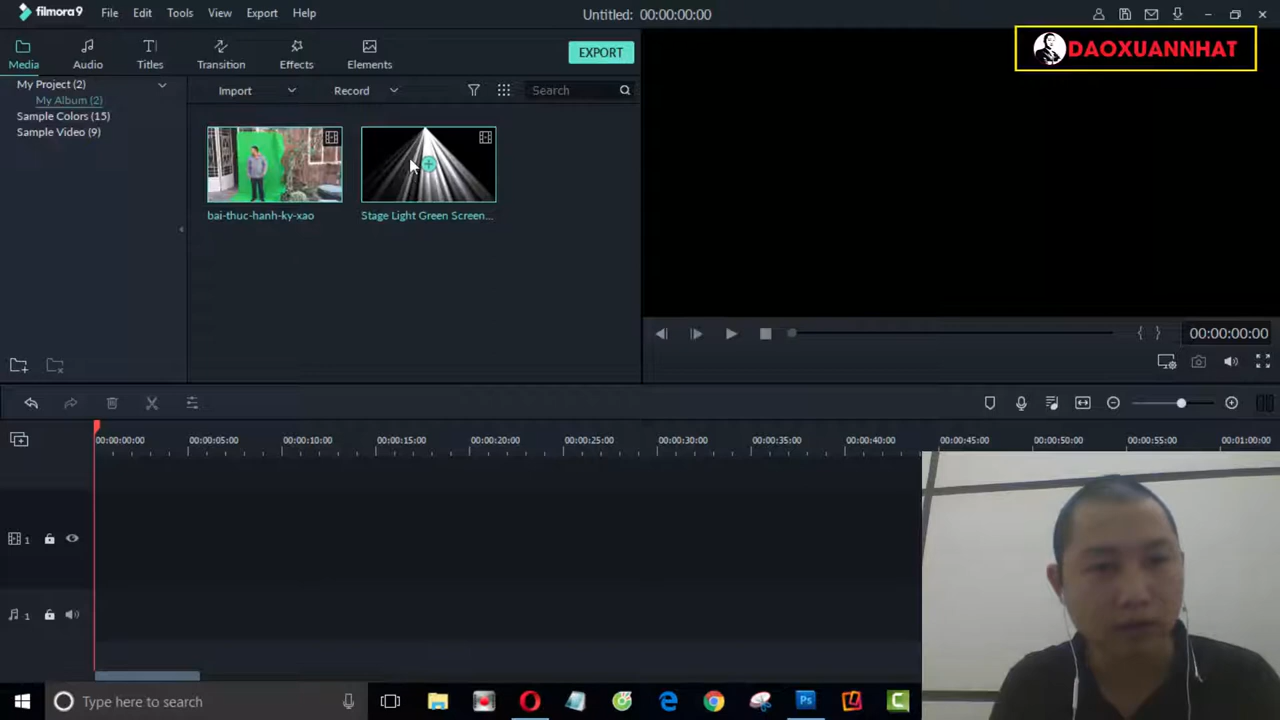 filmora9 File Edit Tools View Export Help Untitled: 00:00:00:00
DAOXUANNHAT
Media Audio Titles Transition Effects Elements EXPORT
My Project (2) Import Record Search
My Album (2)
Sample Colors (15)
Sample Video (9)
bai-thuc-hanh-ky-xao Stage Light Green Screen...
{ } 00:00:00:00
00:00:00:00 00:00:05:00 00:00:10:00 00:00:15:00 00:00:20:00 00:00:25:00 00:00:30:00 00:00:35:00 00:00:40:00 00:00:45:00 00:00:50:00 00:00:55:00 00:01:00:00
1
1
Type here to search Ps